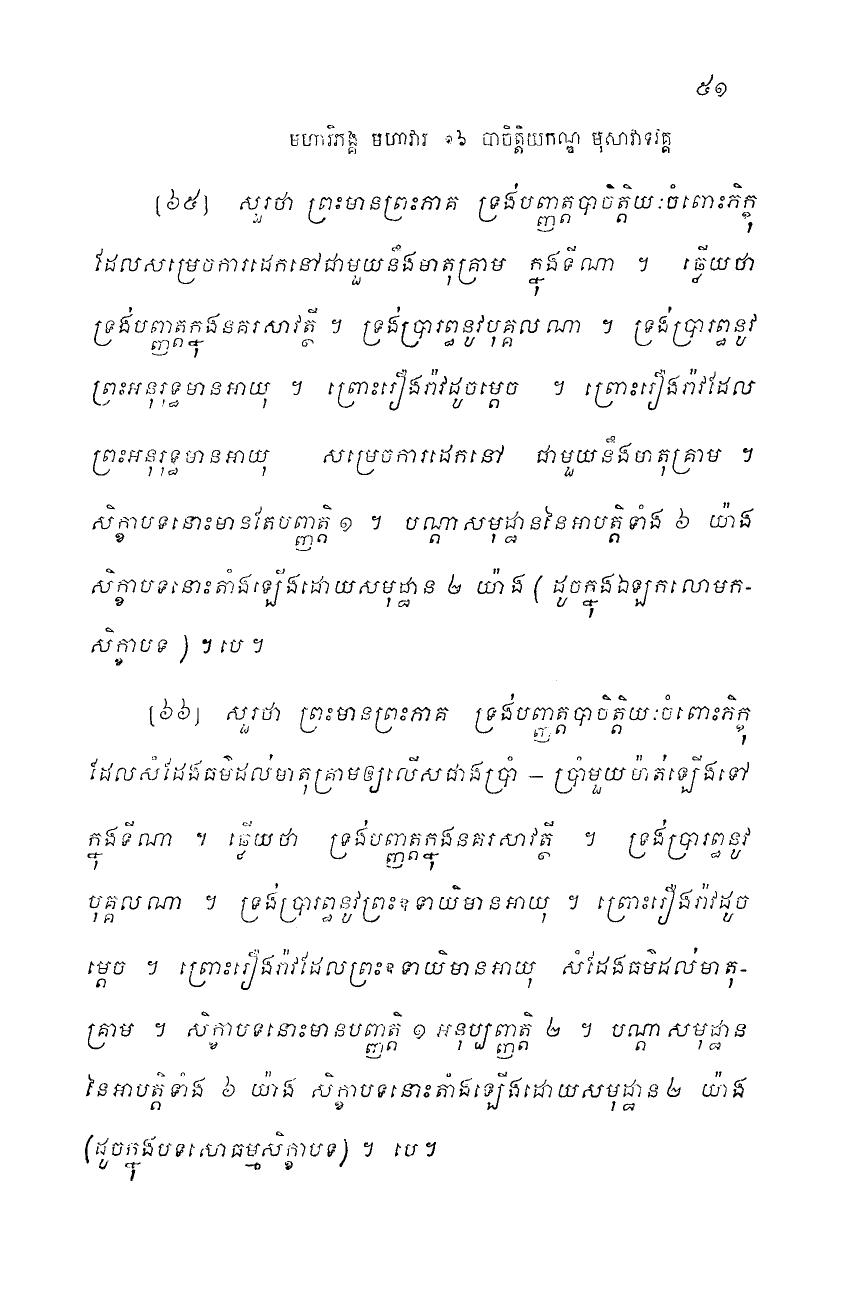 ៥១
មហាវិភង្គ មហាវារ ១៦ បាចិត្តិយកណ្ឌ មុសាវាទវគ្គ
[៦៥] សួរថា ព្រះមានព្រះភាគ ទ្រង់បញ្ញត្តបាចិត្តិយៈចំពោះភិក្ខុ
ដែលសម្រេចការដេកនៅជាមួយនឹងមាតុគ្រាម ក្នុងទីណា ។ ឆ្លើយថា
ទ្រង់បញ្ញត្តក្នុងនគរសាវត្ថី ។ ទ្រង់ប្រារព្ធនូវបុគ្គលណា ។ ទ្រង់ប្រារព្ធនូវ
ព្រះអនុរុទ្ធមានអាយុ ។ ព្រោះរឿងរ៉ាវដូចម្តេច ។ ព្រោះរឿងរ៉ាវដែល
ព្រះអនុរុទ្ធមានអាយុ សម្រេចការដេកនៅ ជាមួយនឹងមាតុគ្រាម ។
សិក្ខាបទនោះមានតែបញ្ញត្តិ ១ ។ បណ្តាសមុដ្ឋាននៃអាបត្តិទាំង ៦ យ៉ាង
សិក្ខាបទនោះតាំងឡើងដោយសមុដ្ឋាន ២ យ៉ាង ( ដូចក្នុងឯឡកលោមក-
សិក្ខាបទ ) ។ បេ ។
[៦៦] សួរថា ព្រះមានព្រះភាគ ទ្រង់បញ្ញត្តបាចិត្តិយៈចំពោះភិក្ខុ
ដែលសំដែងធម៌ដល់មាតុគ្រាមឲ្យលើសជាងប្រាំ – ប្រាំមួយម៉ាត់ឡើងទៅ
ក្នុងទីណា ។ ឆ្លើយថា ទ្រង់បញ្ញត្តក្នុងនគរសាវត្ថី ។ ទ្រង់ប្រារព្ធនូវ
បុគ្គលណា ។ ទ្រង់ប្រារព្ធនូវព្រះឧទាយិមានអាយុ ។ ព្រោះរឿងរ៉ាវដូច
ម្តេច ។ ព្រោះរឿងរ៉ាវដែលព្រះឧទាយិមានអាយុ សំដែងធម៌ដល់មាតុ-
គ្រាម ។ សិក្ខាបទនោះមានបញ្ញត្តិ ១ អនុប្បញ្ញត្តិ ២ ។ បណ្តាសមុដ្ឋាន
នៃអាបត្តិទាំង ៦ យ៉ាង សិក្ខាបទនោះតាំងឡើងដោយសមុដ្ឋាន ២ យ៉ាង
(ដូចក្នុងបទសោធម្មសិក្ខាបទ) ។ បេ ។